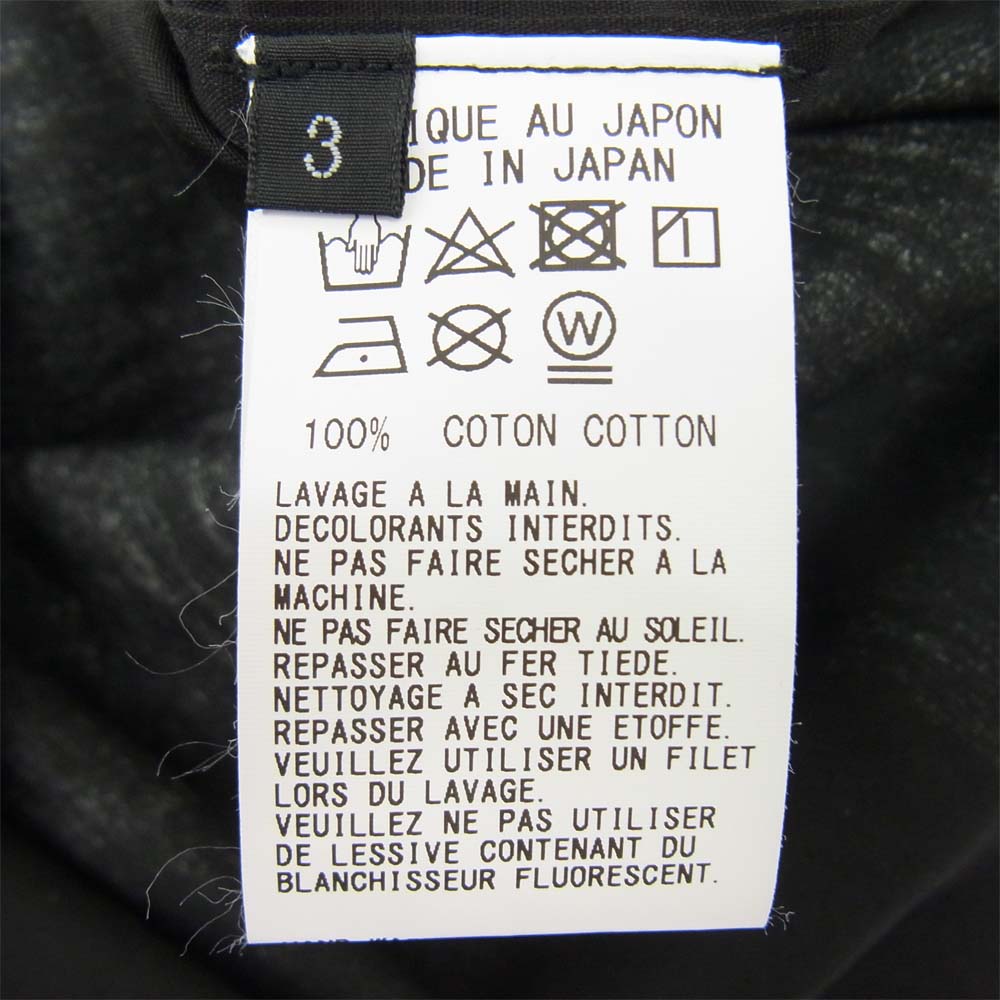 3
IQUE AU JAPON
DE IN JAPAN
W
100% COTON COTTON
LAVAGE A LA MAIN.
DECOLORANTS INTERDITS.
NE PAS FAIRE SECHER A LA
MACHINE.
NE PAS FAIRE SECHER AU SOLEIL.
REPASSER AU FER TIEDE.
NETTOYAGE A SEC INTERDIT.
REPASSER AVEC UNE ETOFFE.
VEUILLEZ UTILISER UN FILET
LORS DU LAVAGE.
VEUILLEZ NE PAS UTILISER
DE LESSIVE CONTENANT DU
BLANCHISSEUR FLUORESCENT.